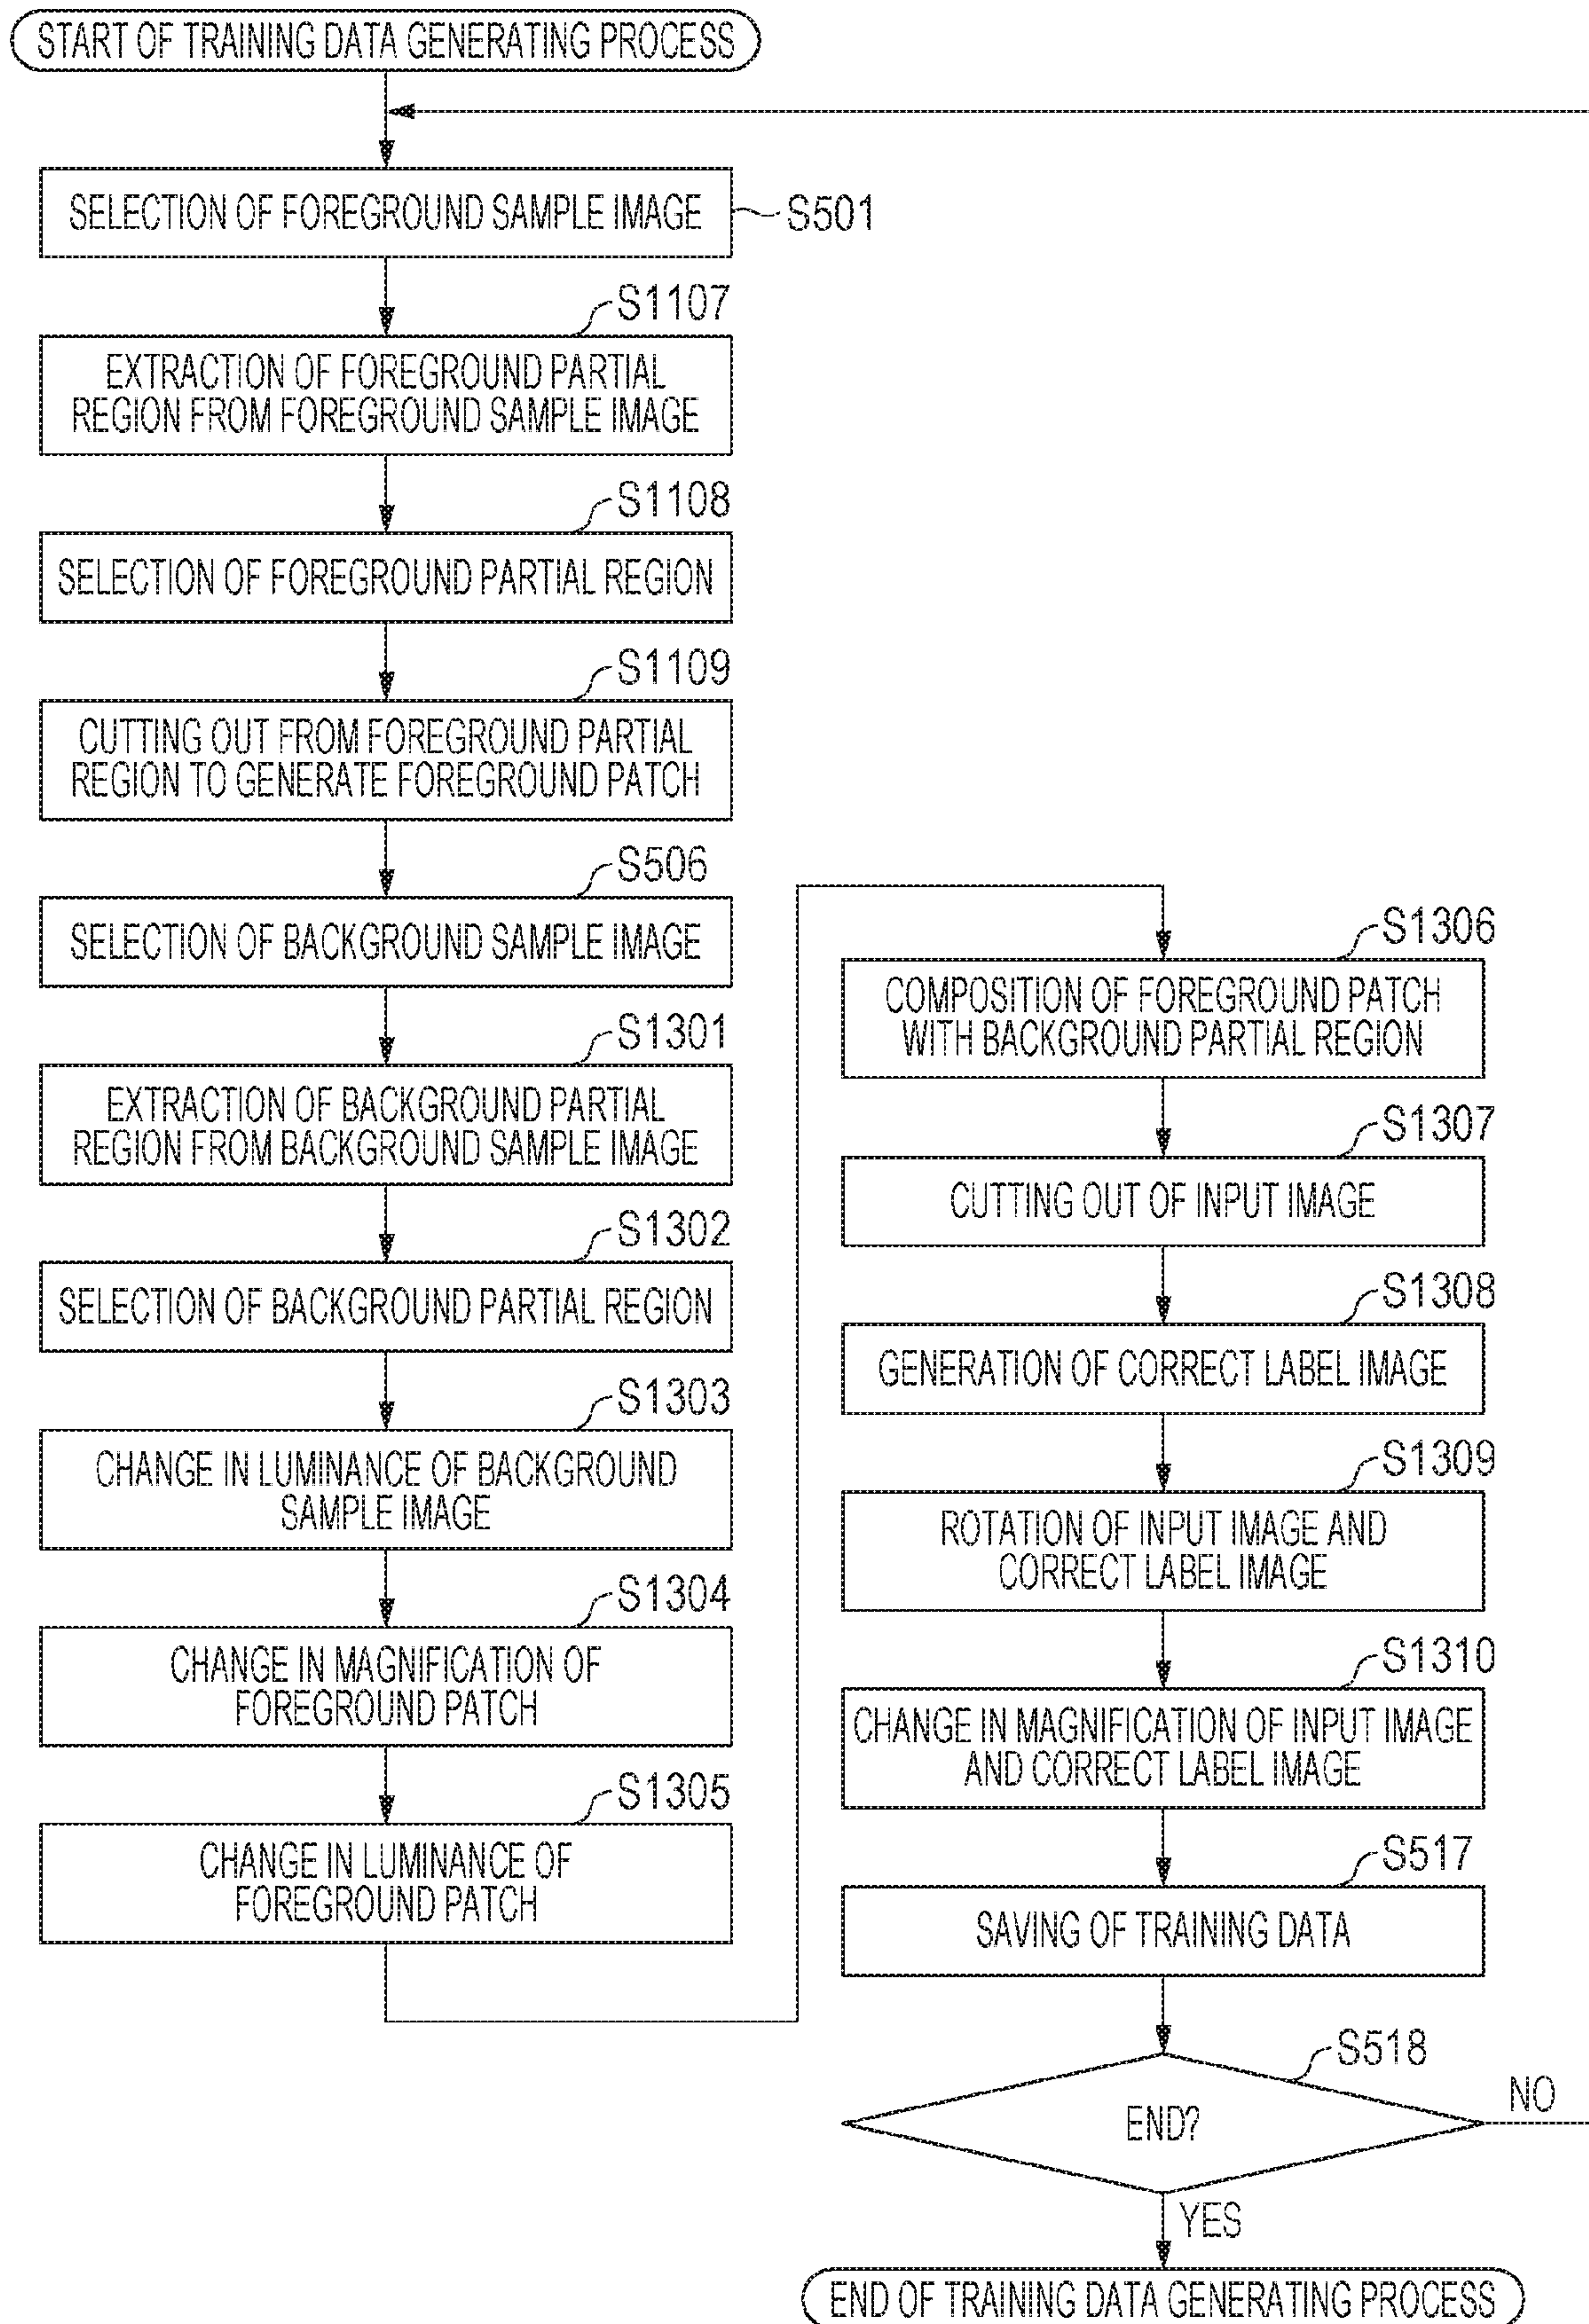 START OF TRAINING DATA GENERATING PROCESS
SELECTION OF FOREGROUND SAMPLE IMAGE
S501
S1107
EXTRACTION OF FOREGROUND PARTIAL
REGION FROM FOREGROUND SAMPLE IMAGE
S1108
SELECTION OF FOREGROUND PARTIAL REGION
S1109
CUTTING OUT FROM FOREGROUND PARTIAL
REGION TO GENERATE FOREGROUND PATCH
S506
SELECTION OF BACKGROUND SAMPLE IMAGE
S1301
EXTRACTION OF BACKGROUND PARTIAL
REGION FROM BACKGROUND SAMPLE IMAGE
S1302
SELECTION OF BACKGROUND PARTIAL REGION
S1303
CHANGE IN LUMINANCE OF BACKGROUND
SAMPLE IMAGE
S1304
CHANGE IN MAGNIFICATION OF
FOREGROUND PATCH
S1305
CHANGE IN LUMINANCE OF
FOREGROUND PATCH
S1306
COMPOSITION OF FOREGROUND PATCH
WITH BACKGROUND PARTIAL REGION
S1307
CUTTING OUT OF INPUT IMAGE
S1308
GENERATION OF CORRECT LABEL IMAGE
S1309
ROTATION OF INPUT IMAGE AND
CORRECT LABEL IMAGE
S1310
CHANGE IN MAGNIFICATION OF INPUT IMAGE
AND CORRECT LABEL IMAGE
S517
SAVING OF TRAINING DATA
S518
END?
NO
YES
END OF TRAINING DATA GENERATING PROCESS